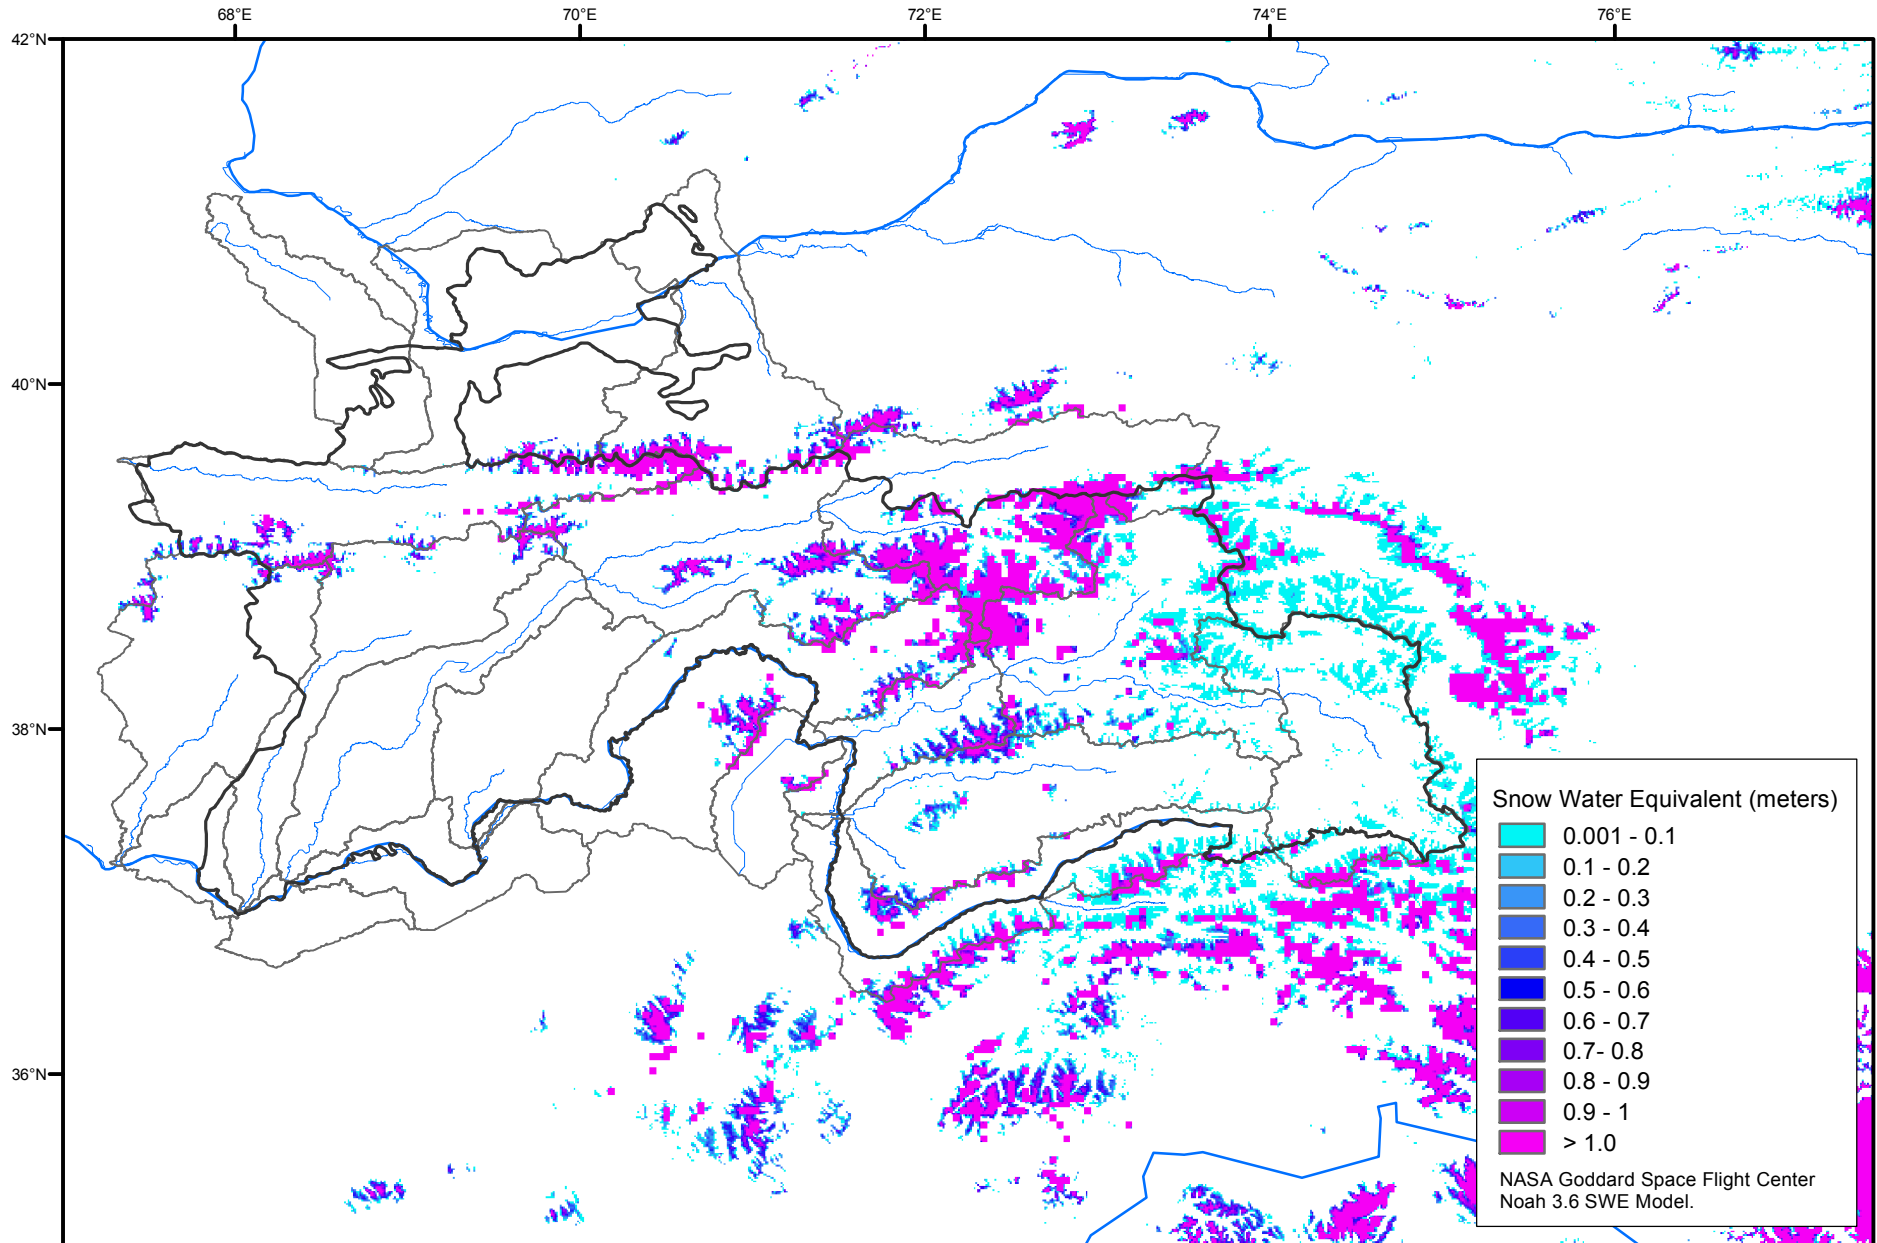 68°E 70°E 72°E 74°E 76°E
42°N
40°N
38°N
36°N
Snow Water Equivalent (meters)
0.001 - 0.1
0.1 - 0.2
0.2 - 0.3
0.3 - 0.4
0.4 - 0.5
0.5 - 0.6
0.6 - 0.7
0.7- 0.8
0.8 - 0.9
0.9 - 1
> 1.0
NASA Goddard Space Flight Center
Noah 3.6 SWE Model.